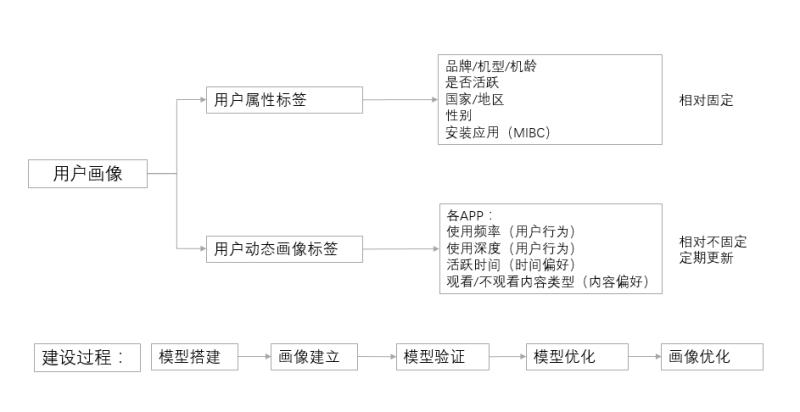 用户画像
用户属性标签
品牌/机型/机龄
是否活跃
国家/地区
性别
安装应用（MIBC）
相对固定
用户动态画像标签
各APP：
使用频率（用户行为）
使用深度（用户行为）
活跃时间（时间偏好）
观看/不观看内容类型（内容偏好）
相对不固定
定期更新
建设过程：
模型搭建
画像建立
模型验证
模型优化
画像优化